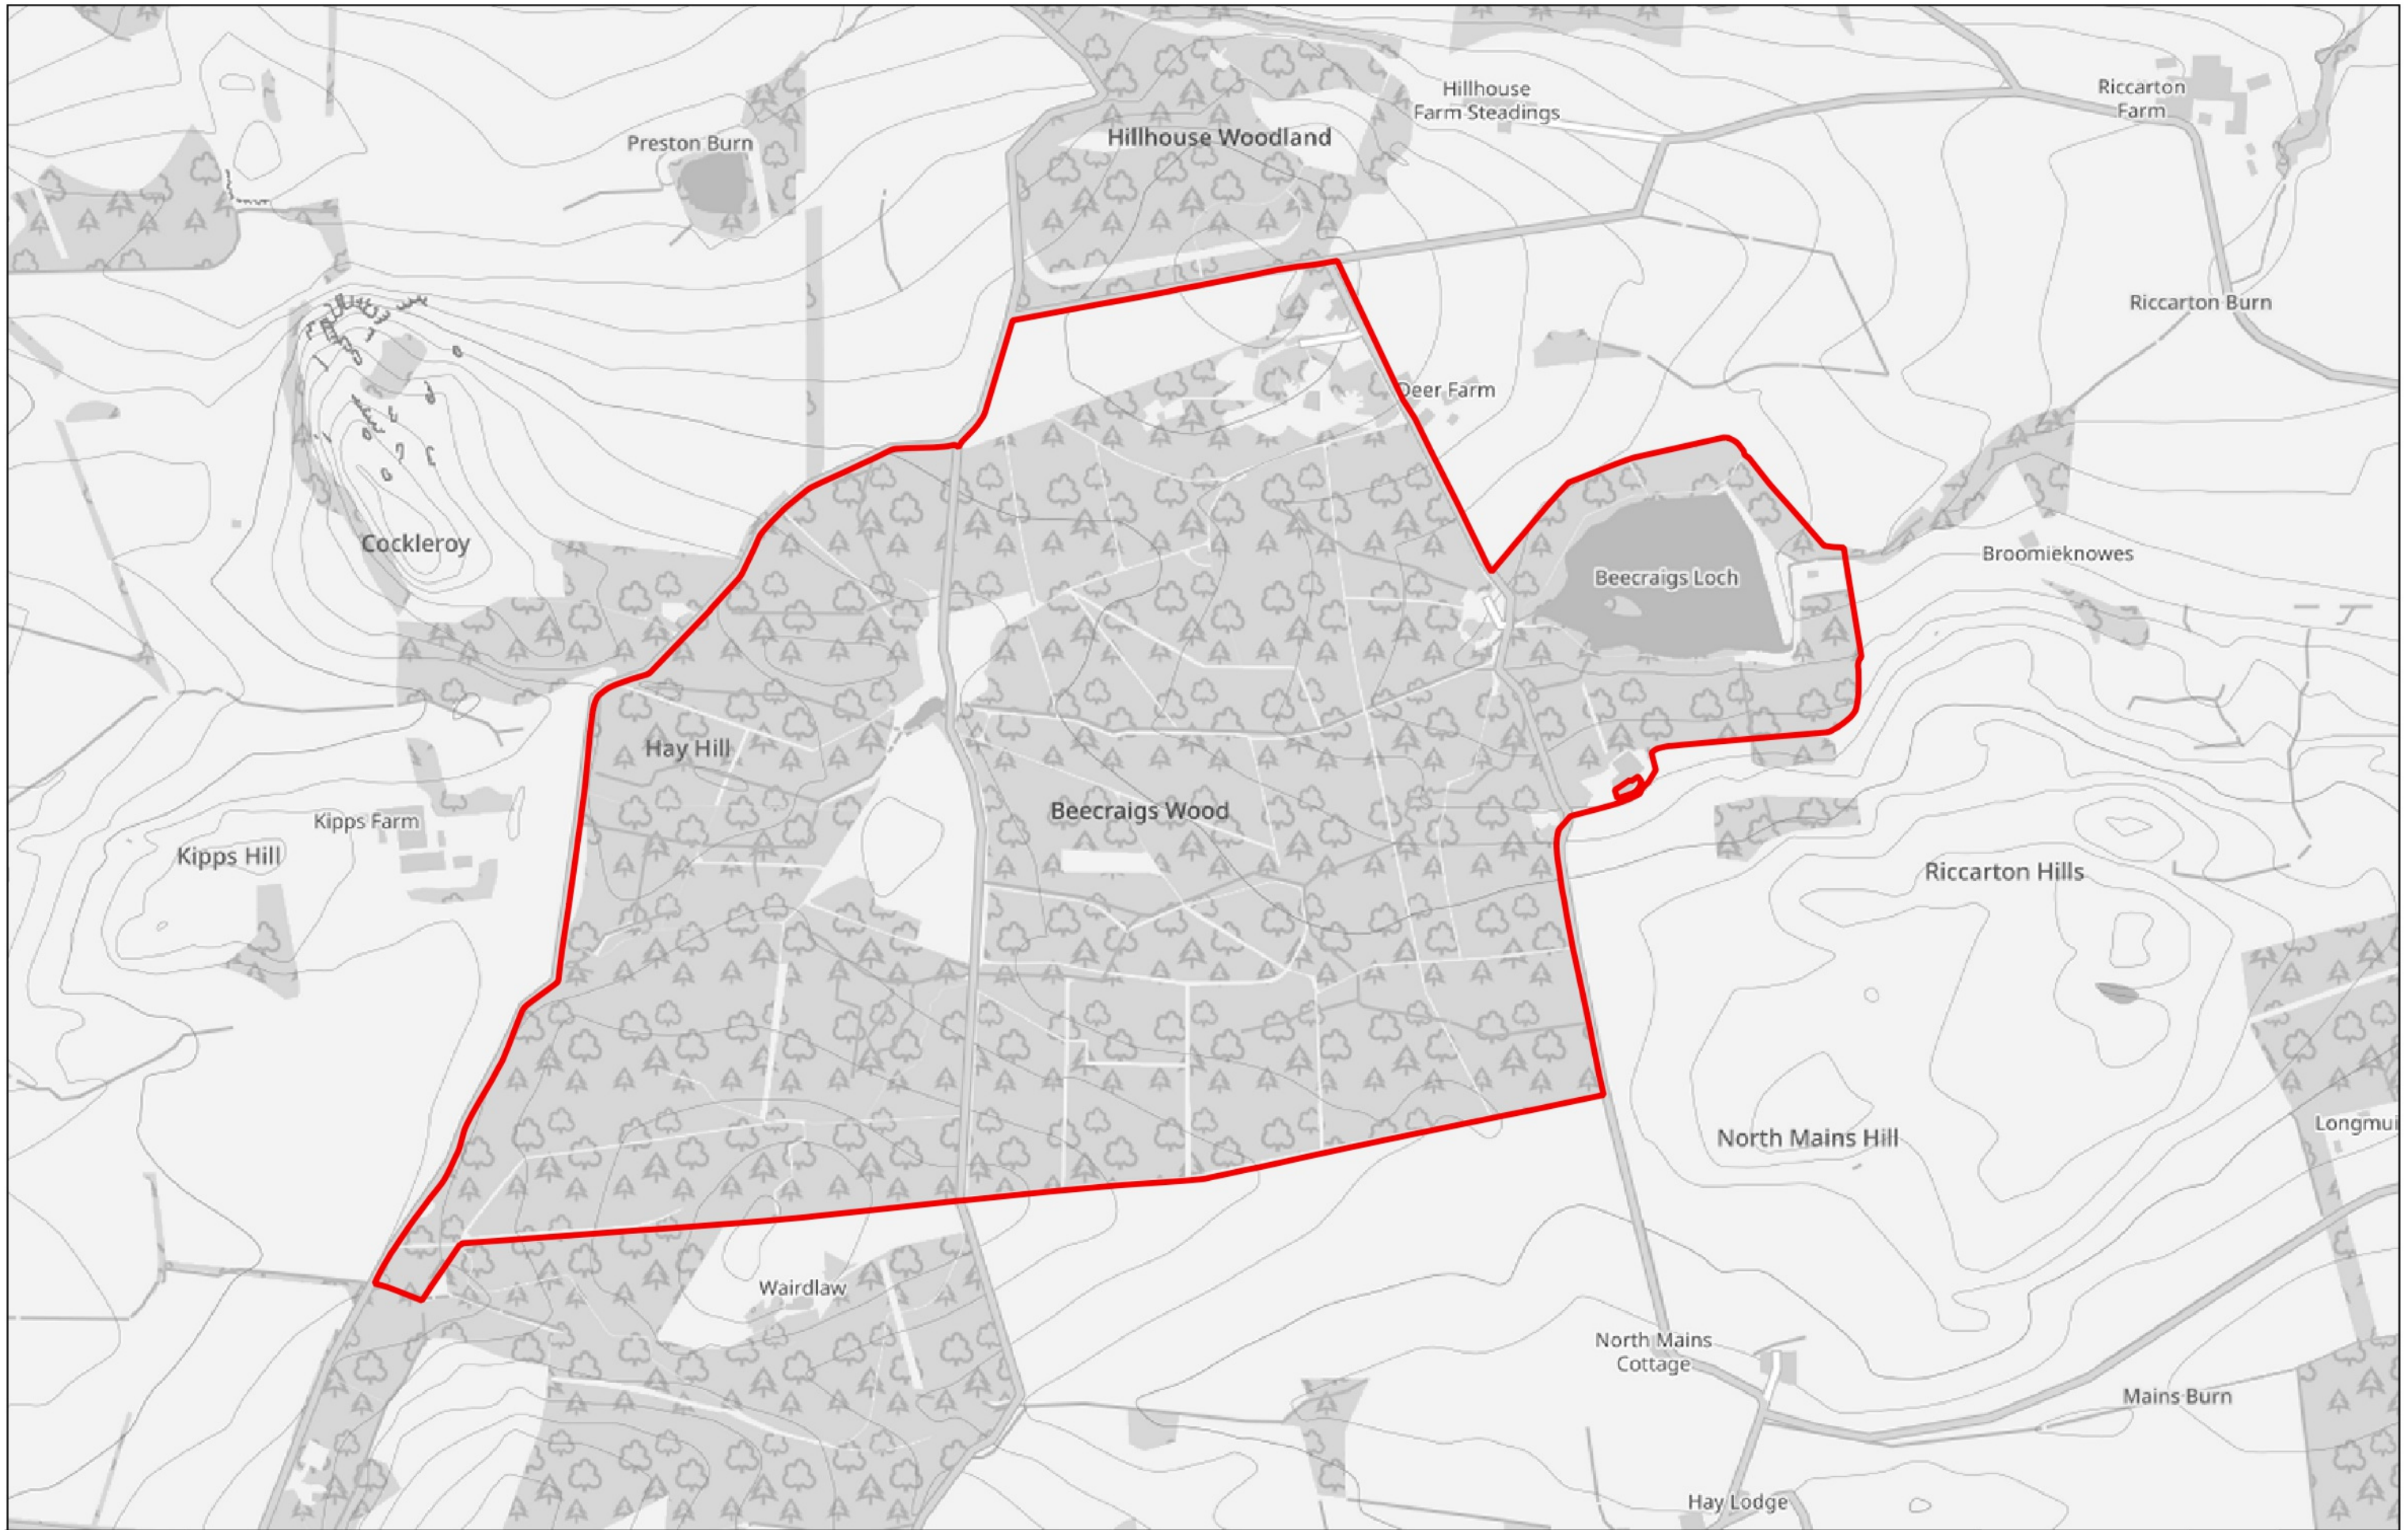 Hillhouse
Farm Steadings
Riccarton
Farm
Preston Burn
Hillhouse Woodland
Riccarton Burn
Deer Farm
Cockleroy
Beecraigs Loch
Broomieknowes
Hay Hill
Beecraigs Wood
Kipps Farm
Kipps Hill
Riccarton Hills
Longmui
North Mains Hill
Wairdlaw
North Mains
Cottage
Mains Burn
Hay Lodge